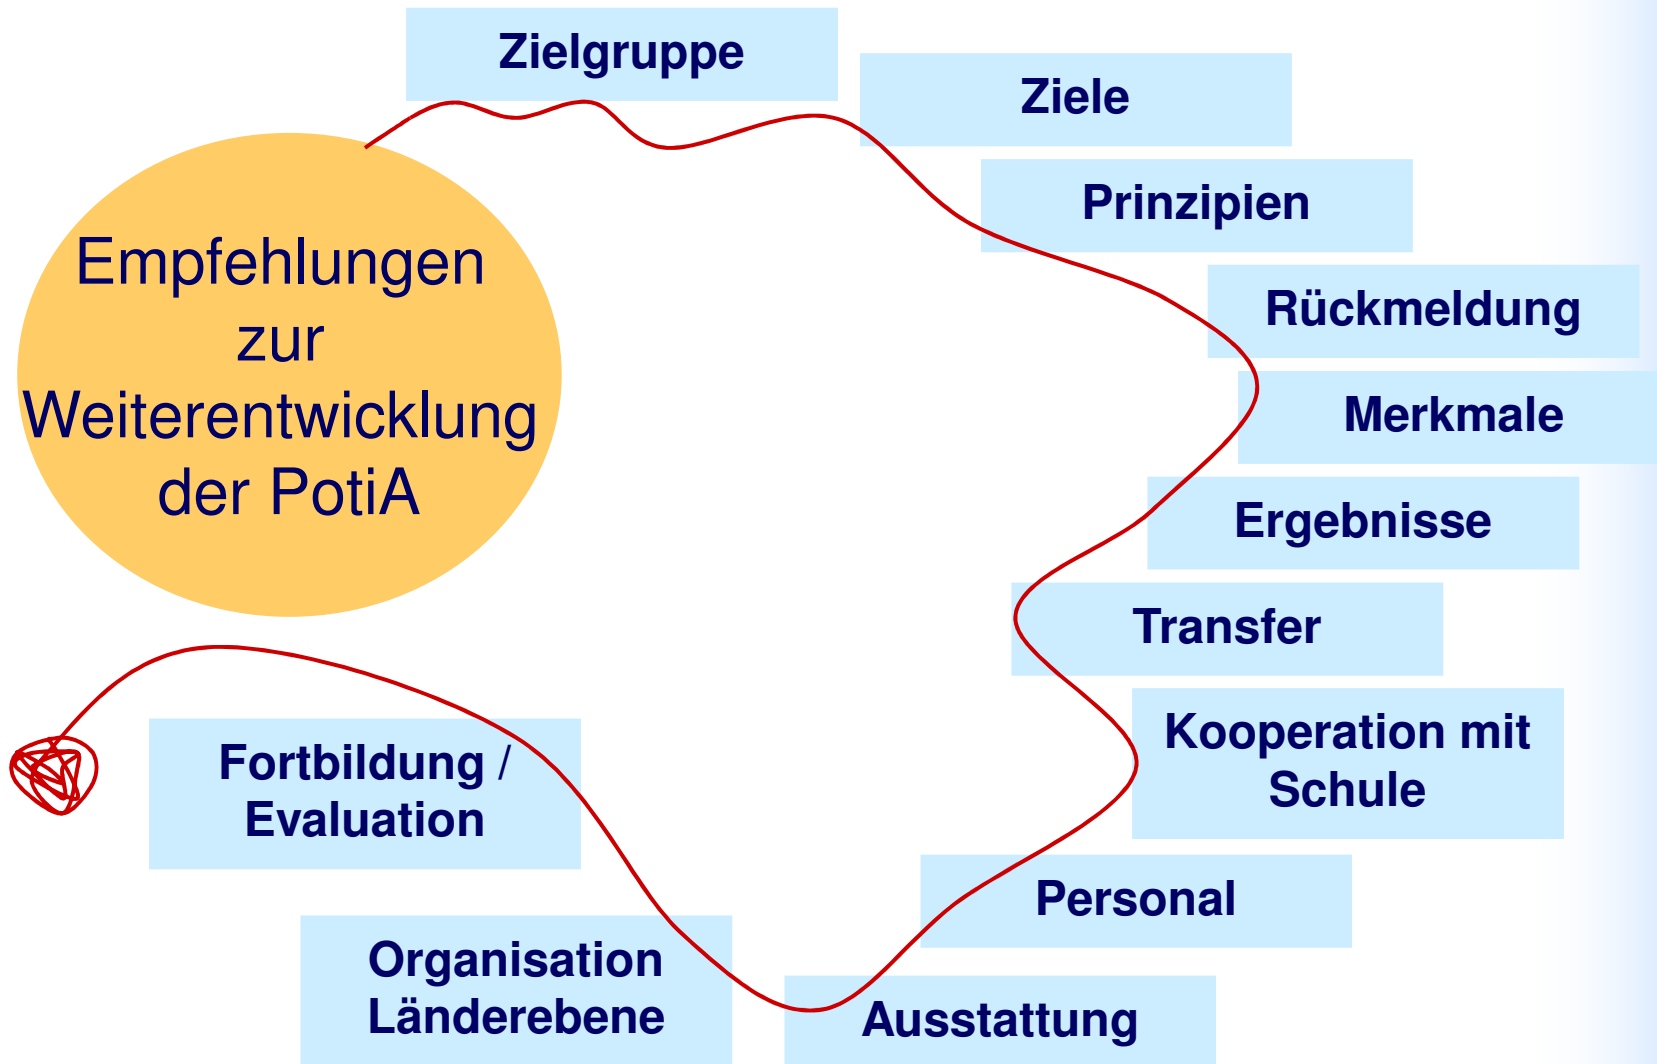 Zielgruppe
Ziele
Prinzipien
Rückmeldung
Merkmale
Ergebnisse
Transfer
Kooperation mit
Schule
Personal
Ausstattung
Organisation
Länderebene
Fortbildung /
Evaluation
Empfehlungen
zur
Weiterentwicklung
der PotiA